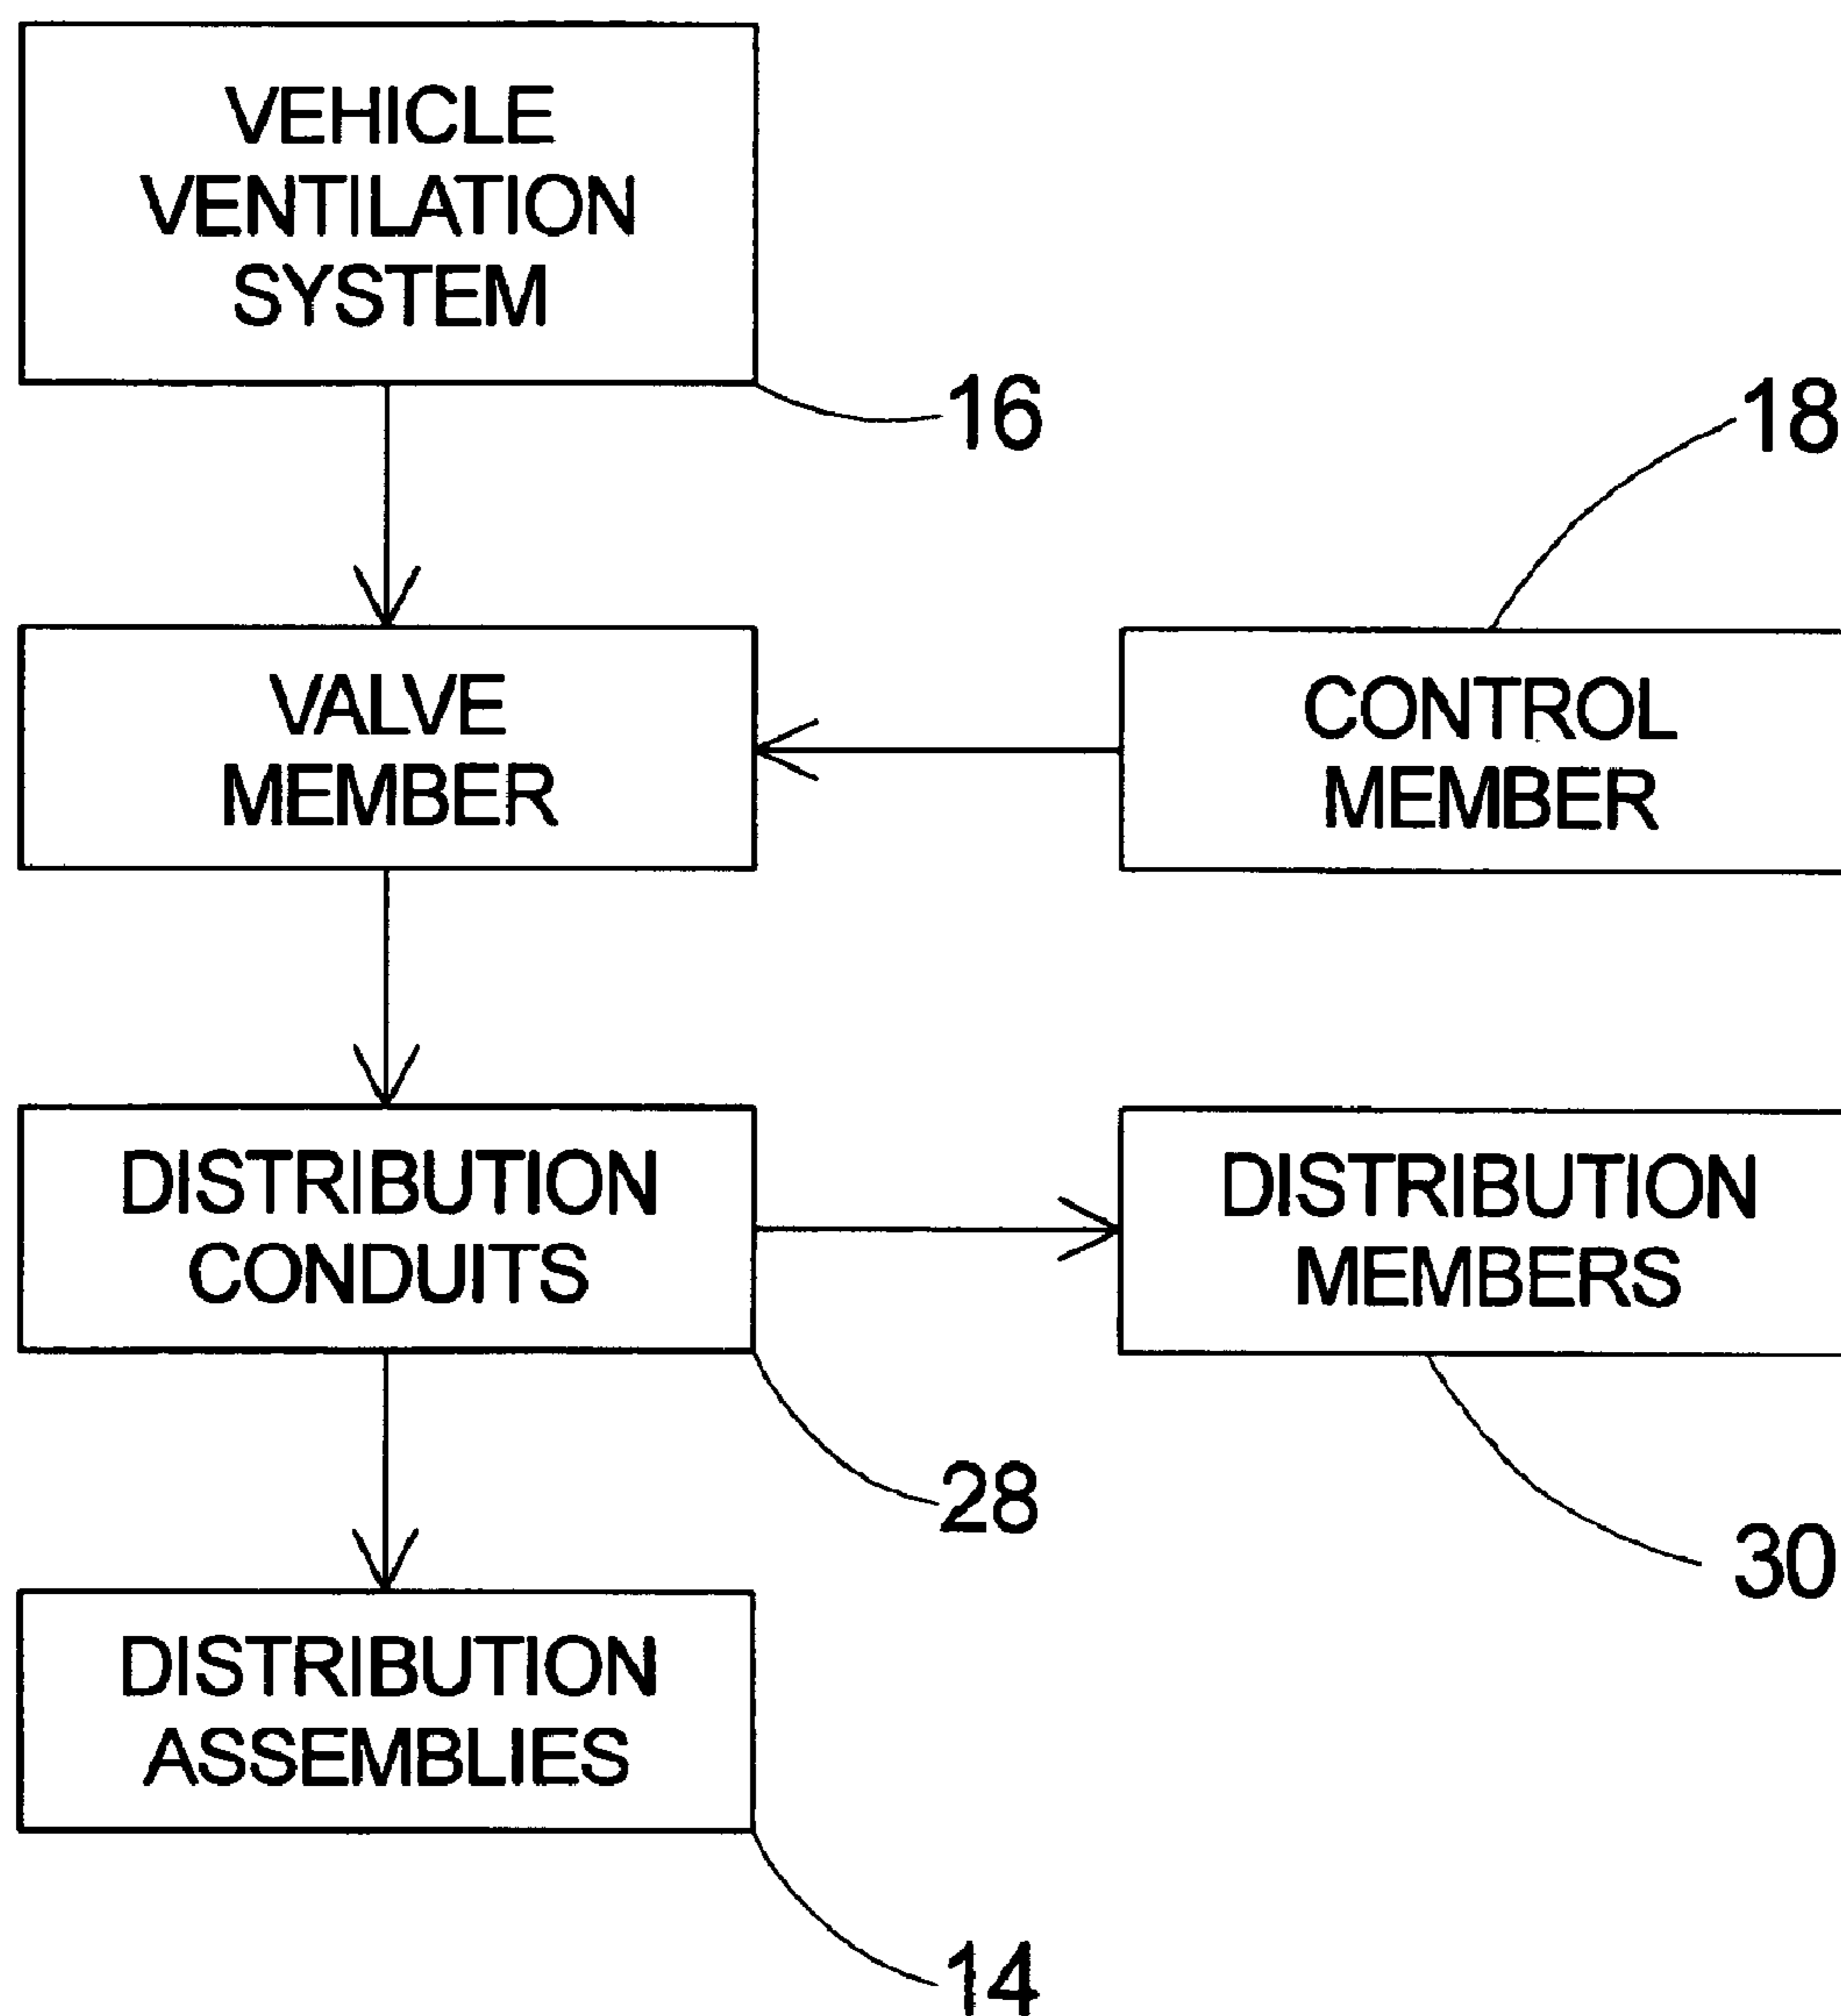 VEHICLE
VENTILATION
SYSTEM
16
18
VALVE
MEMBER
CONTROL
MEMBER
DISTRIBUTION
CONDUITS
DISTRIBUTION
MEMBERS
28
30
DISTRIBUTION
ASSEMBLIES
14